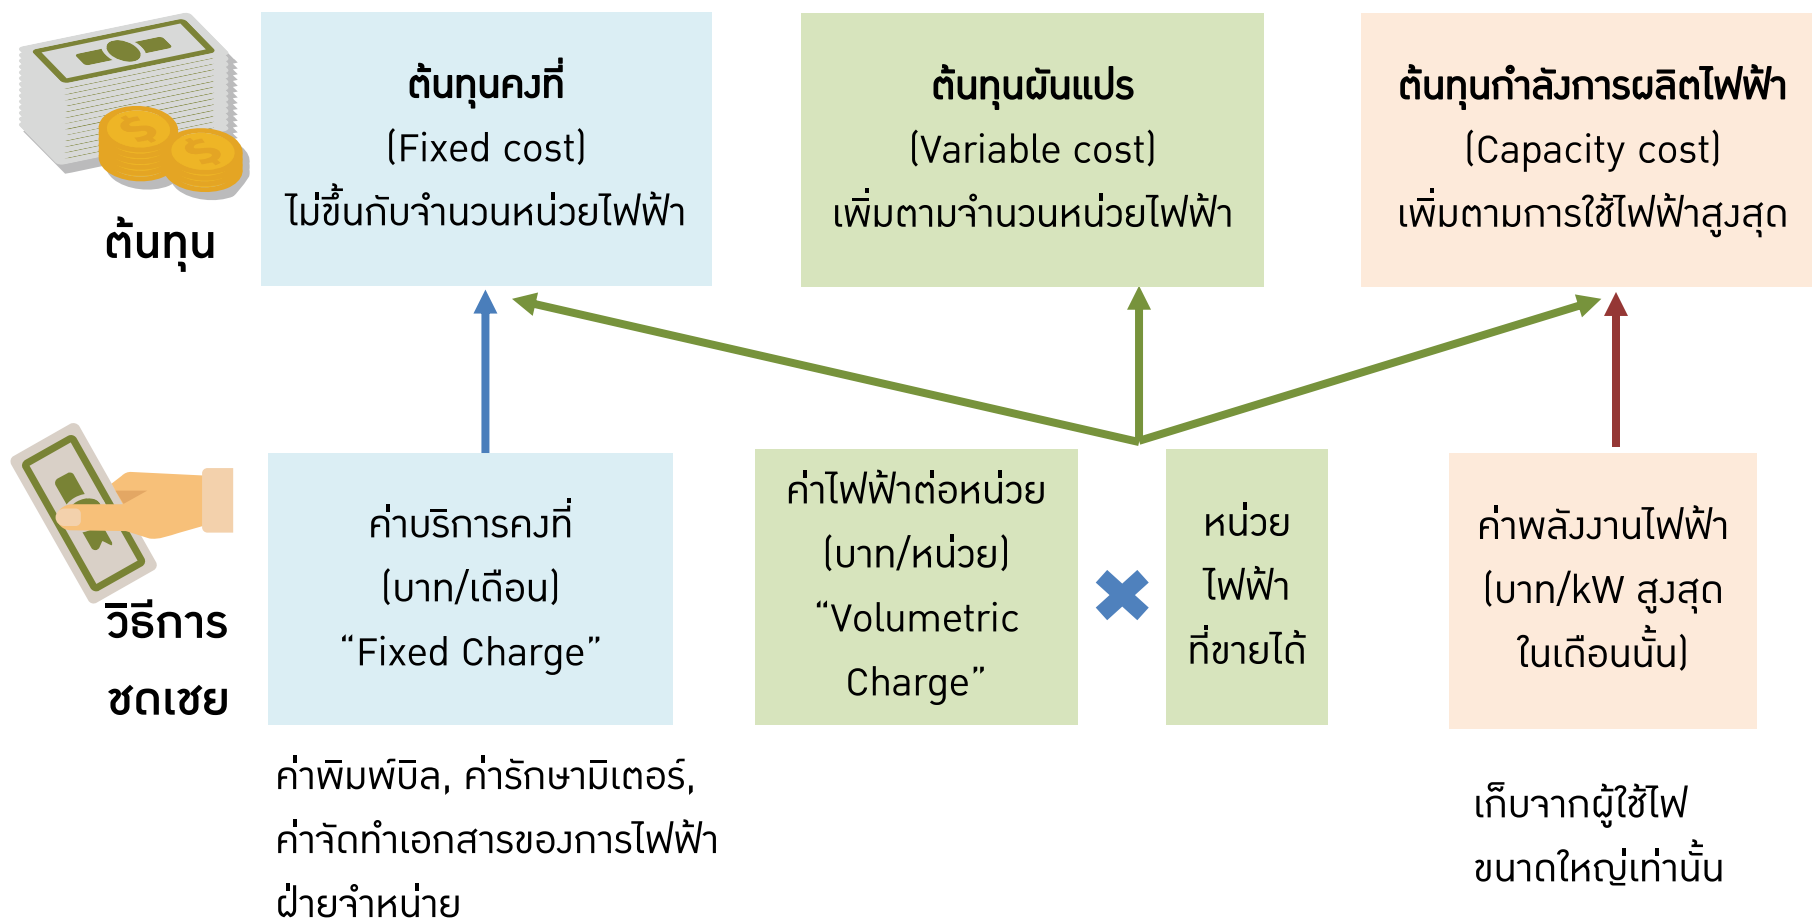 ต้นทุน
ต้นทุนคงที่
(Fixed cost)
ไม่ขึ้นกับจำนวนหน่วยไฟฟ้า
ต้นทุนผันแปร
(Variable cost)
เพิ่มตามจำนวนหน่วยไฟฟ้า
ต้นทุนกำลังการผลิตไฟฟ้า
(Capacity cost)
เพิ่มตามการใช้ไฟฟ้าสูงสุด
วิธีการ
ชดเชย
ค่าบริการคงที่
(บาท/เดือน)
“Fixed Charge”
ค่าไฟฟ้าต่อหน่วย
(บาท/หน่วย)
“Volumetric
Charge”
หน่วย
ไฟฟ้า
ที่ขายได้
ค่าพลังงานไฟฟ้า
(บาท/kW สูงสุด
ในเดือนนั้น)
ค่าพิมพ์บิล, ค่ารักษามิเตอร์,
ค่าจัดทำเอกสารของการไฟฟ้า
ฝ่ายจำหน่าย
เก็บจากผู้ใช้ไฟ
ขนาดใหญ่เท่านั้น